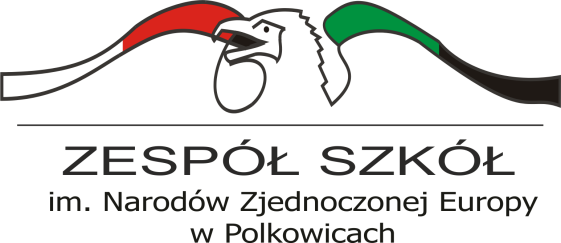 ZESPÓŁ SZKÓŁ
im. Narodów Zjednoczonej Europy
w Polkowicach